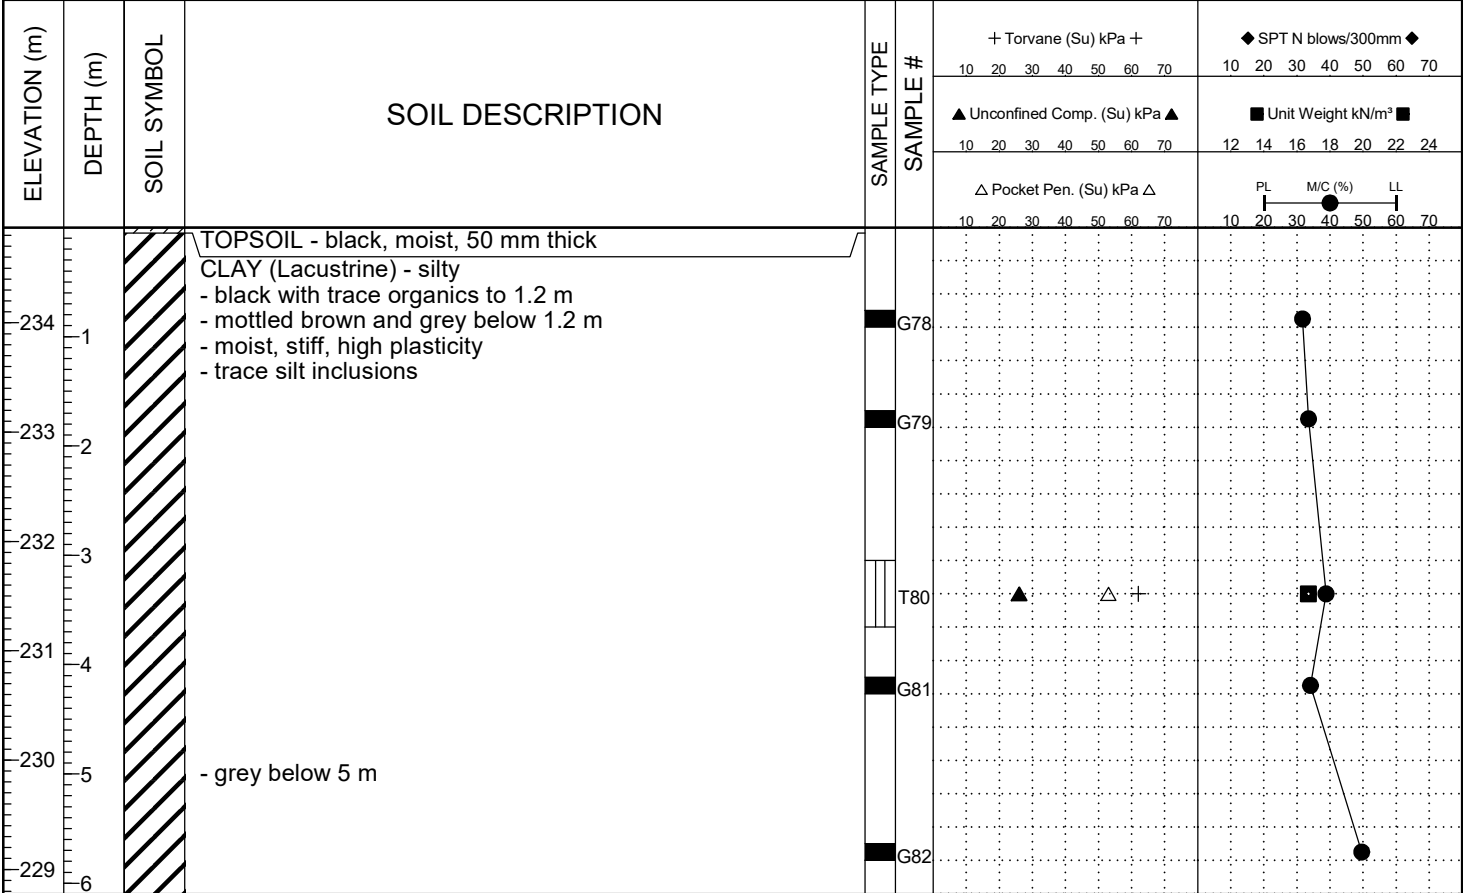 ELEVATION (m)
DEPTH (m)
SOIL SYMBOL
SOIL DESCRIPTION
SAMPLE TYPE
SAMPLE #
+ Torvane (Su) kPa +
10 20 30 40 50 60 70
▲ Unconfined Comp. (Su) kPa ▲
10 20 30 40 50 60 70
△ Pocket Pen. (Su) kPa △
10 20 30 40 50 60 70
◆ SPT N blows/300mm ◆
10 20 30 40 50 60 70
■ Unit Weight kN/m³ ■
12 14 16 18 20 22 24
PL M/C (%) LL
10 20 30 40 50 60 70
TOPSOIL - black, moist, 50 mm thick
CLAY (Lacustrine) - silty
- black with trace organics to 1.2 m
- mottled brown and grey below 1.2 m
- moist, stiff, high plasticity
- trace silt inclusions
234
1
G78
233
2
G79
232
3
T80
231
4
G81
230
5
- grey below 5 m
G82
229
6